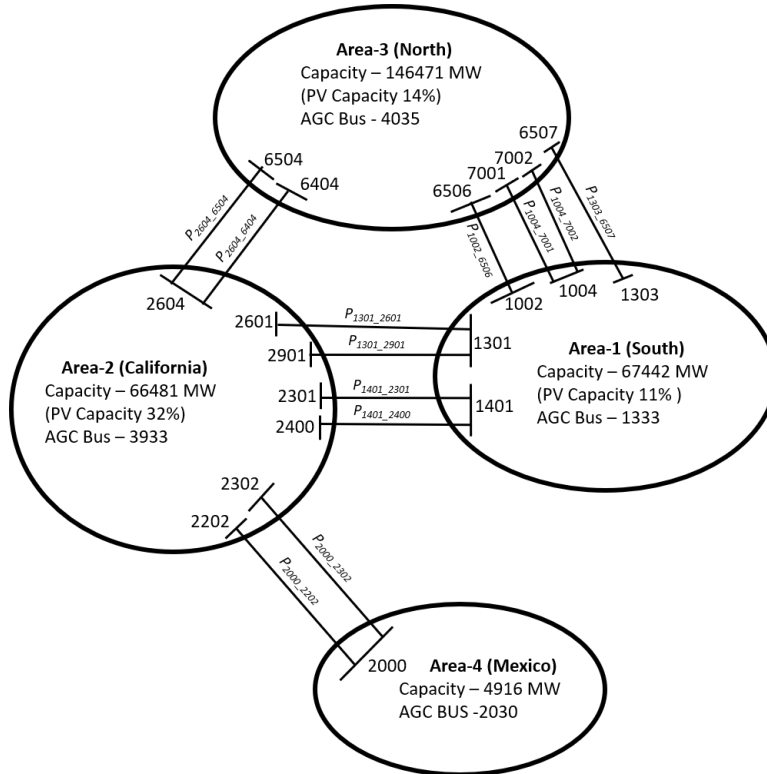 Area-3 (North)
Capacity – 146471 MW
(PV Capacity 14%)
AGC Bus - 4035
6504
6404
6506
7001
7002
6507
P2604_6504
P2604_6404
P1002_6506
P1004_7001
P1004_7002
P1303_6507
2604
1002
1004
1303
2601
P1301_2601
1301
2901
P1301_2901
2301
P1401_2301
1401
2400
P1401_2400
Area-2 (California)
Capacity – 66481 MW
(PV Capacity 32%)
AGC Bus – 3933
Area-1 (South)
Capacity – 67442 MW
(PV Capacity 11% )
AGC Bus – 1333
2302
2202
P2000_2302
P2000_2202
2000
Area-4 (Mexico)
Capacity – 4916 MW
AGC BUS -2030